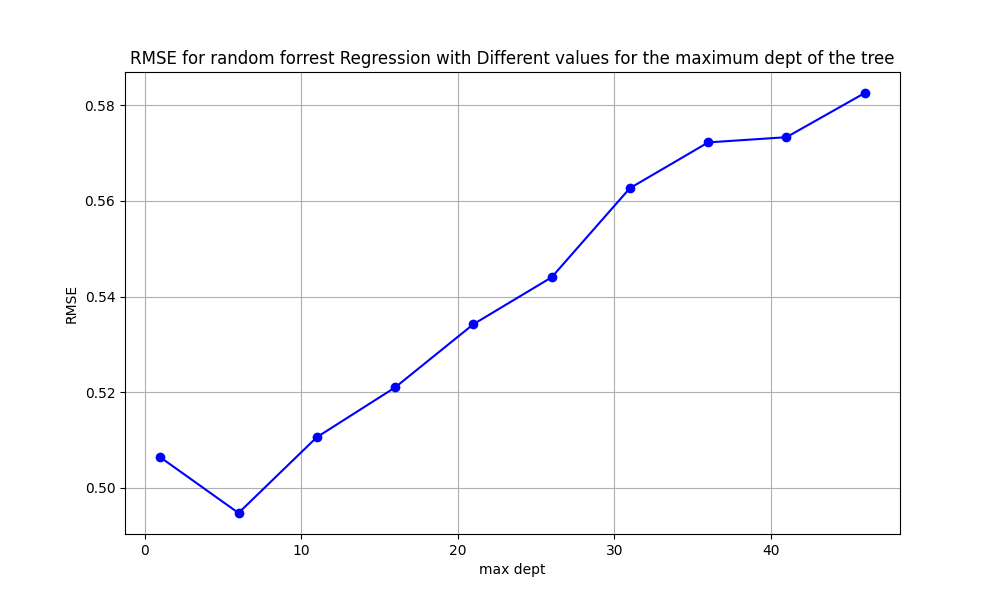 RMSE for random forrest Regression with Different values for the maximum dept of the tree
0.58
0.56
0.54
0.52
0.50
RMSE
0 10 20 30 40
max dept